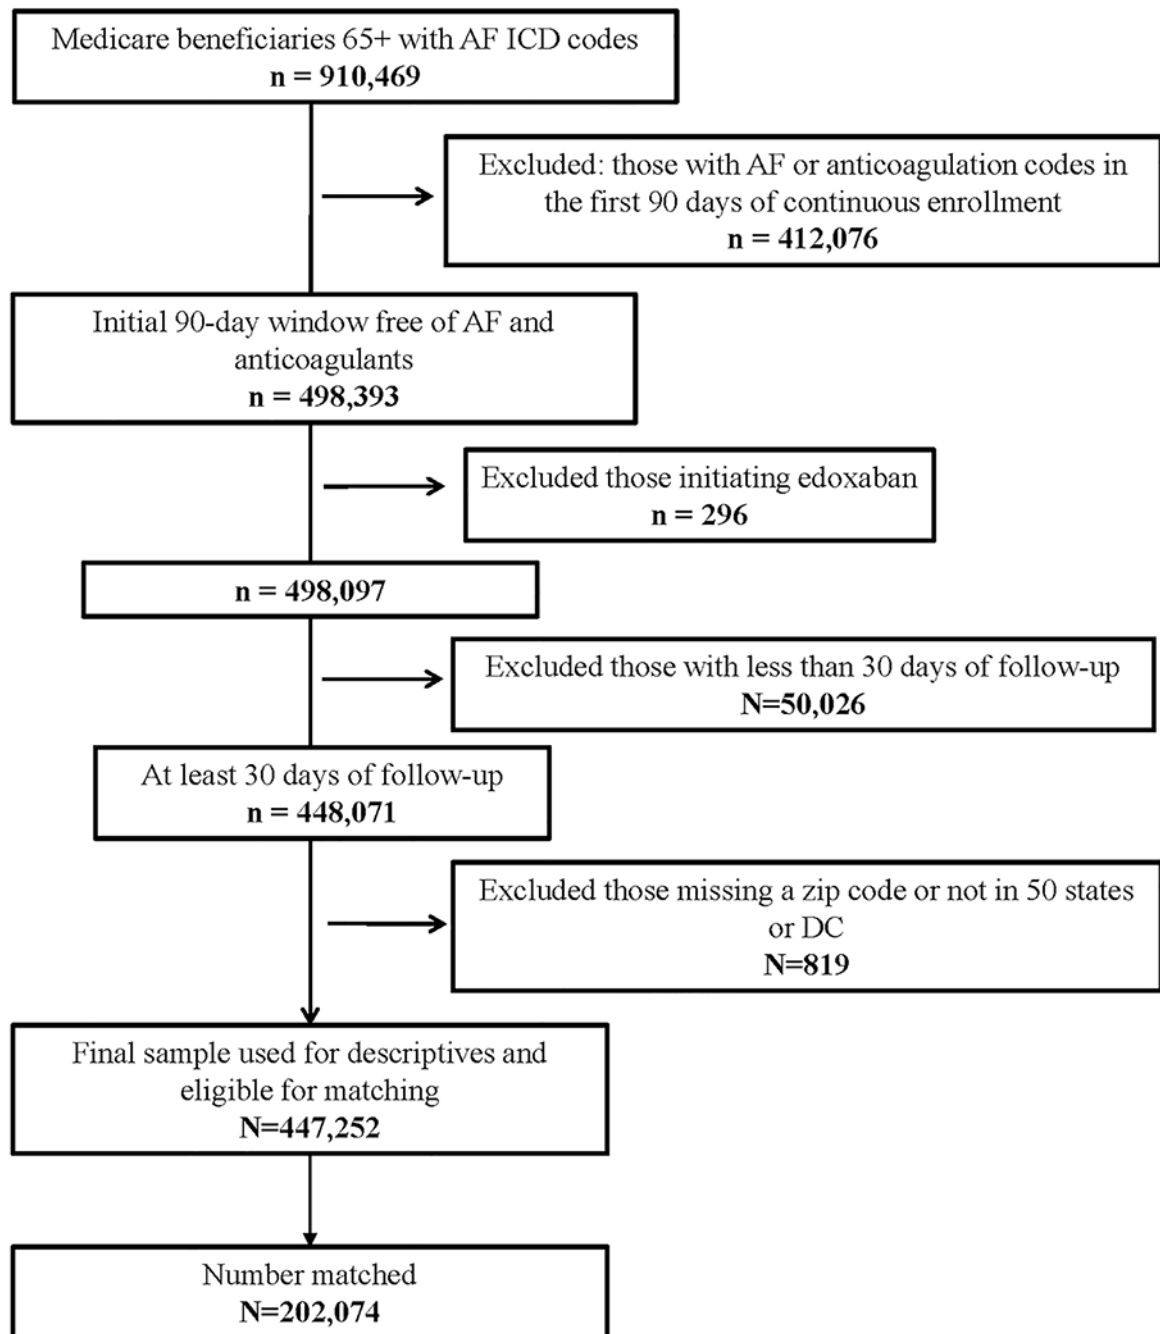 Medicare beneficiaries 65+ with AF ICD codes
n = 910,469
Excluded: those with AF or anticoagulation codes in
the first 90 days of continuous enrollment
n = 412,076
Initial 90-day window free of AF and
anticoagulants
n = 498,393
Excluded those initiating edoxaban
n = 296
n = 498,097
Excluded those with less than 30 days of follow-up
N=50,026
At least 30 days of follow-up
n = 448,071
Excluded those missing a zip code or not in 50 states
or DC
N=819
Final sample used for descriptives and
eligible for matching
N=447,252
Number matched
N=202,074